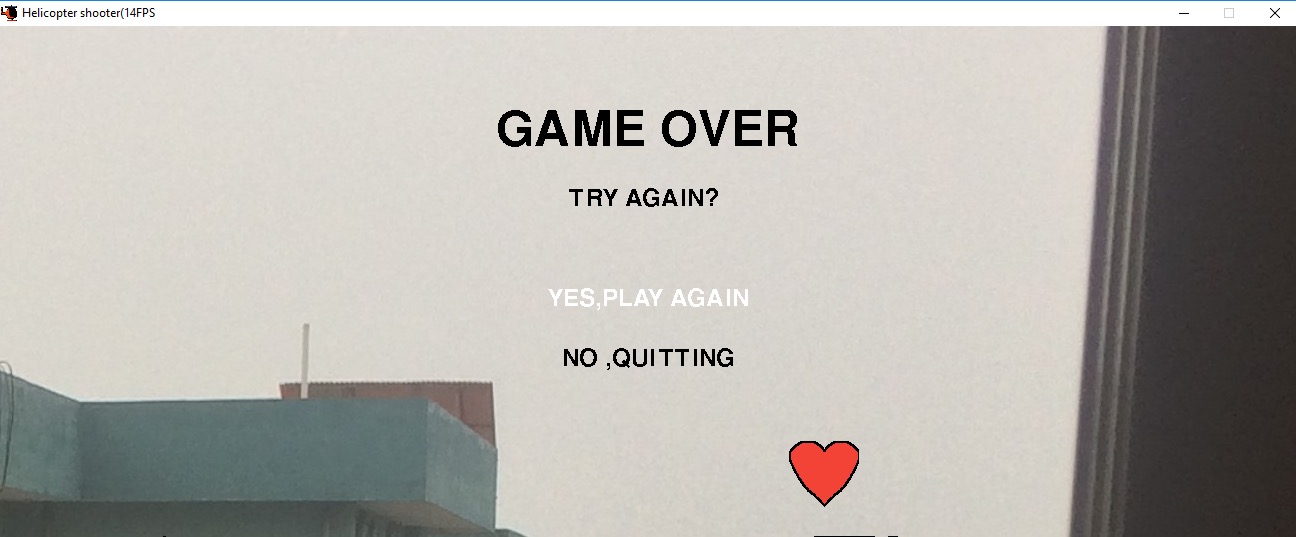 Helicopter shooter(14FPS
GAME OVER
TRY AGAIN?
YES,PLAY AGAIN
NO ,QUITTING